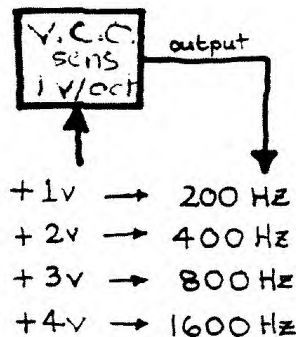 V.C.O.
sens
1 v/oct
output
+1v → 200 Hz
+2v → 400 Hz
+3v → 800 Hz
+4v → 1600 Hz